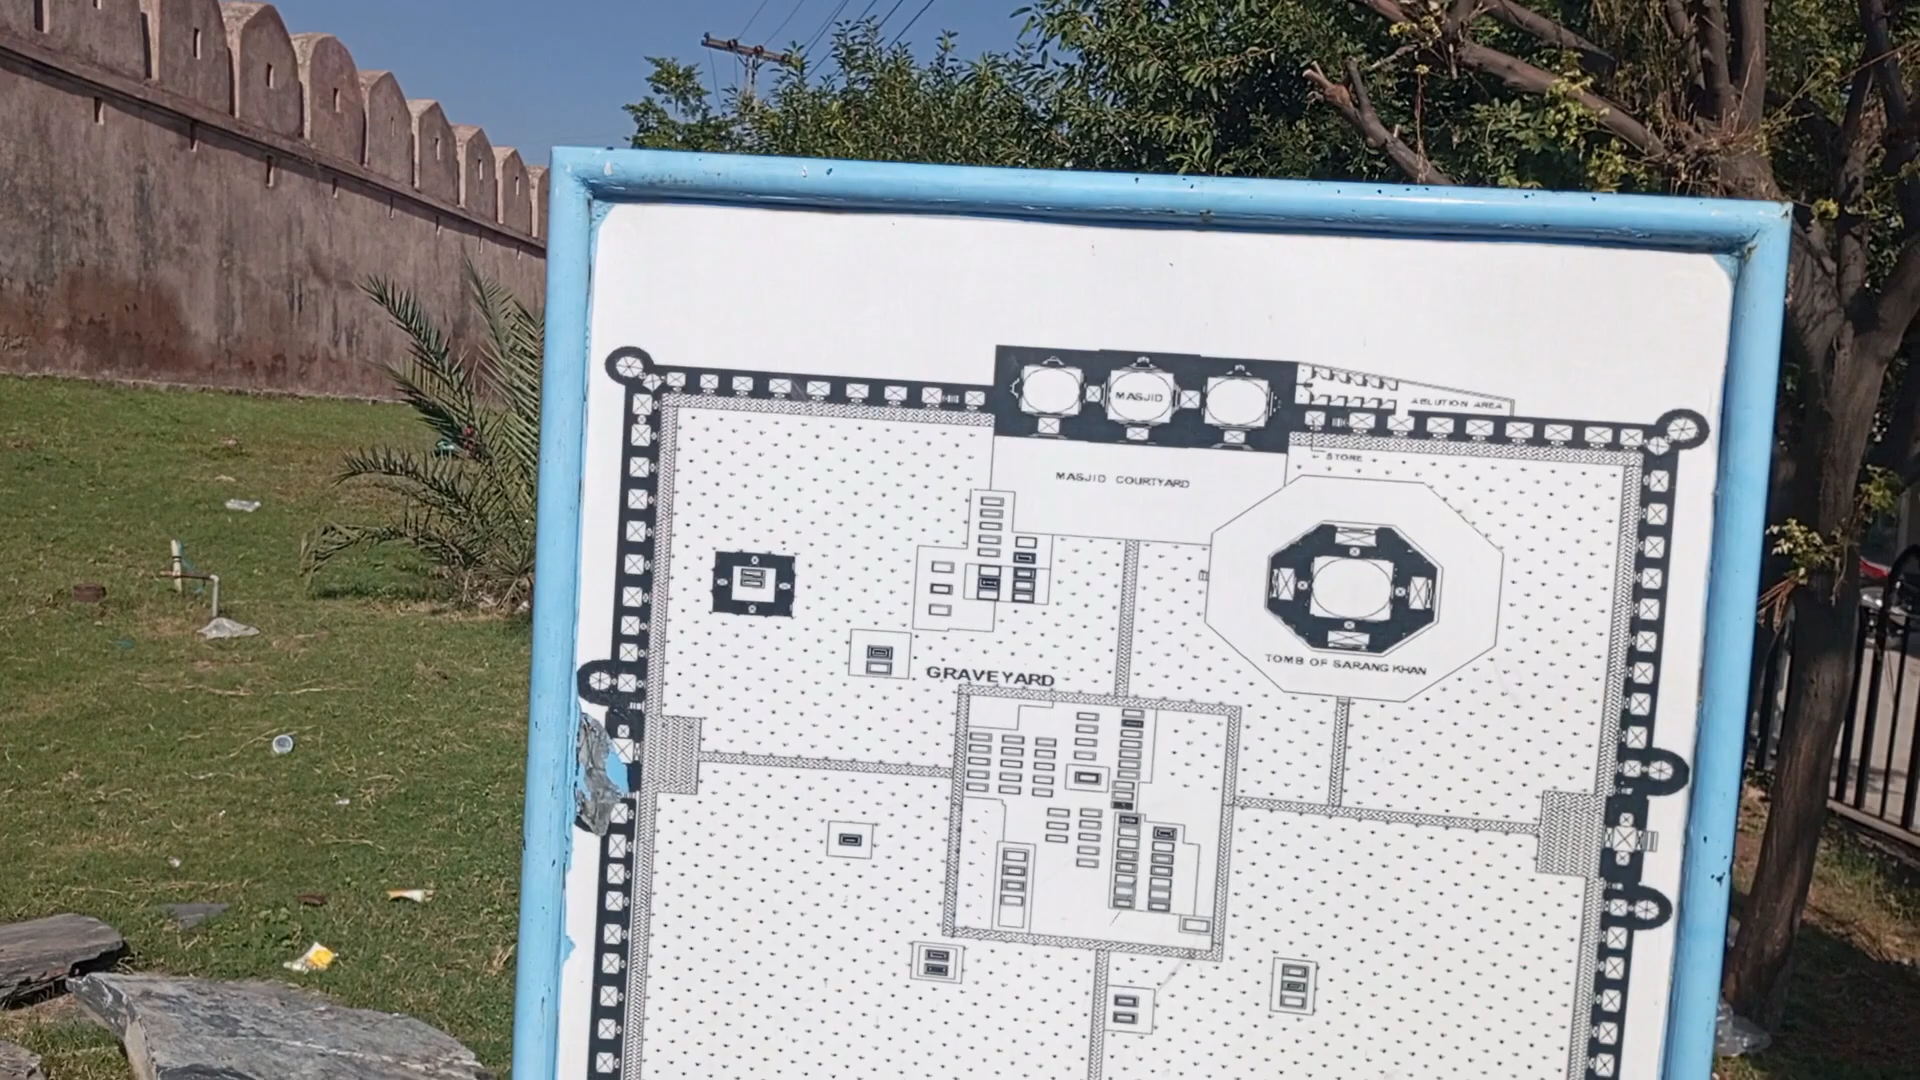 MASJID
ABLUTION AREA
STORE
MASJID COURTYARD
TOMB OF SARANG KHAN
GRAVEYARD